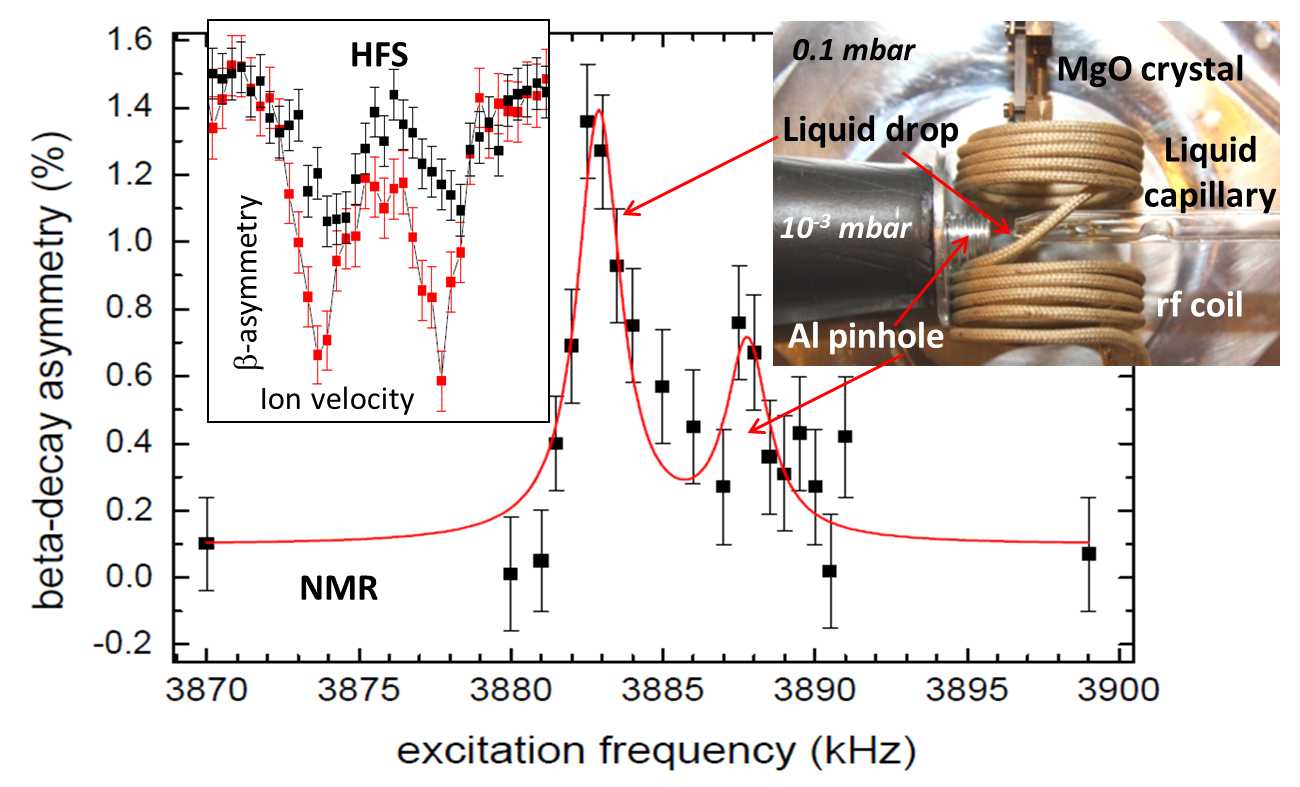 1.6
1.4
1.2
1.0
0.8
0.6
0.4
0.2
0.0
-0.2
beta-decay asymmetry (%)
HFS
β-asymmetry
Ion velocity
0.1 mbar
MgO crystal
Liquid drop
Liquid
capillary
10-3 mbar
rf coil
Al pinhole
NMR
3870 3875 3880 3885 3890 3895 3900
excitation frequency (kHz)